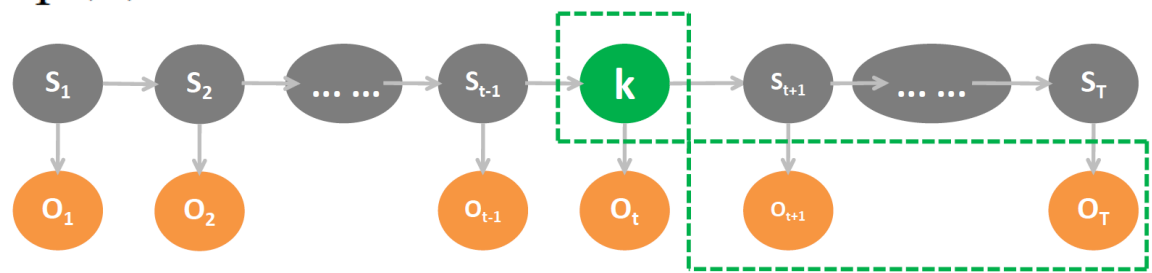 S1 S2 ... ... St-1 k St+1 ... ... ST
O1 O2 Ot-1 Ot Ot+1 OT